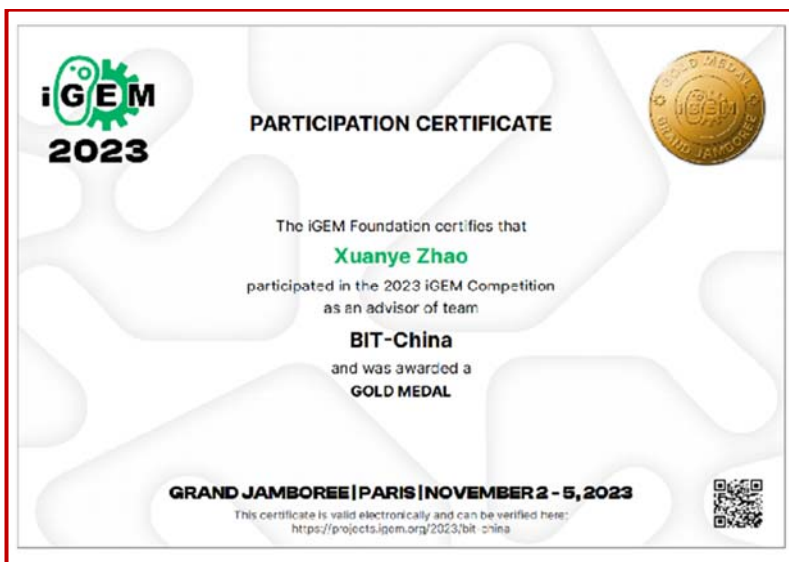 iGEM
2023
GOLD MEDAL
iGEM
GRAND JAMBOREE
PARTICIPATION CERTIFICATE
The iGEM Foundation certifies that
Xuanye Zhao
participated in the 2023 iGEM Competition
as an advisor of team
BIT-China
and was awarded a
GOLD MEDAL
GRAND JAMBOREE|PARIS|NOVEMBER 2 - 5, 2023
This certificate is valid electronically and can be verified here:
https://projects.igem.org/2023/bit-china